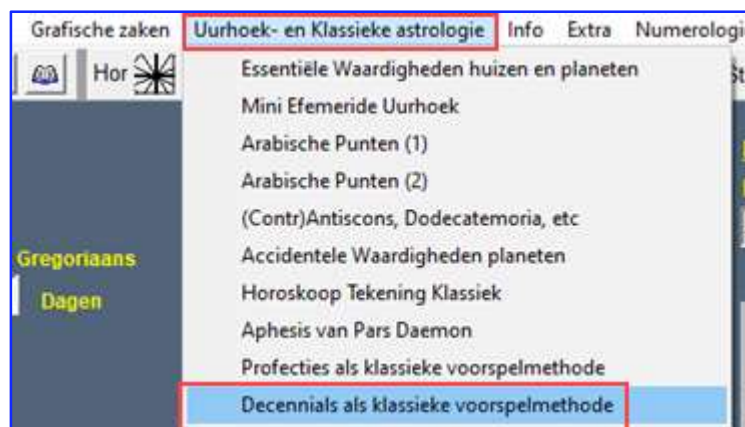 Grafische zaken Uurhoek- en Klassieke astrologie Info Extra Numerologi
Hor
Essentiële Waardigheden huizen en planeten
Mini Efemeride Uurhoek
Arabische Punten (1)
Arabische Punten (2)
(Contr)Antiscons, Dodecatemoria, etc
Gregoriaans
Accidentele Waardigheden planeten
Dagen
Horoskoop Tekening Klassiek
Aphesis van Pars Daemon
Profecties als klassieke voorspelmethode
Decennials als klassieke voorspelmethode